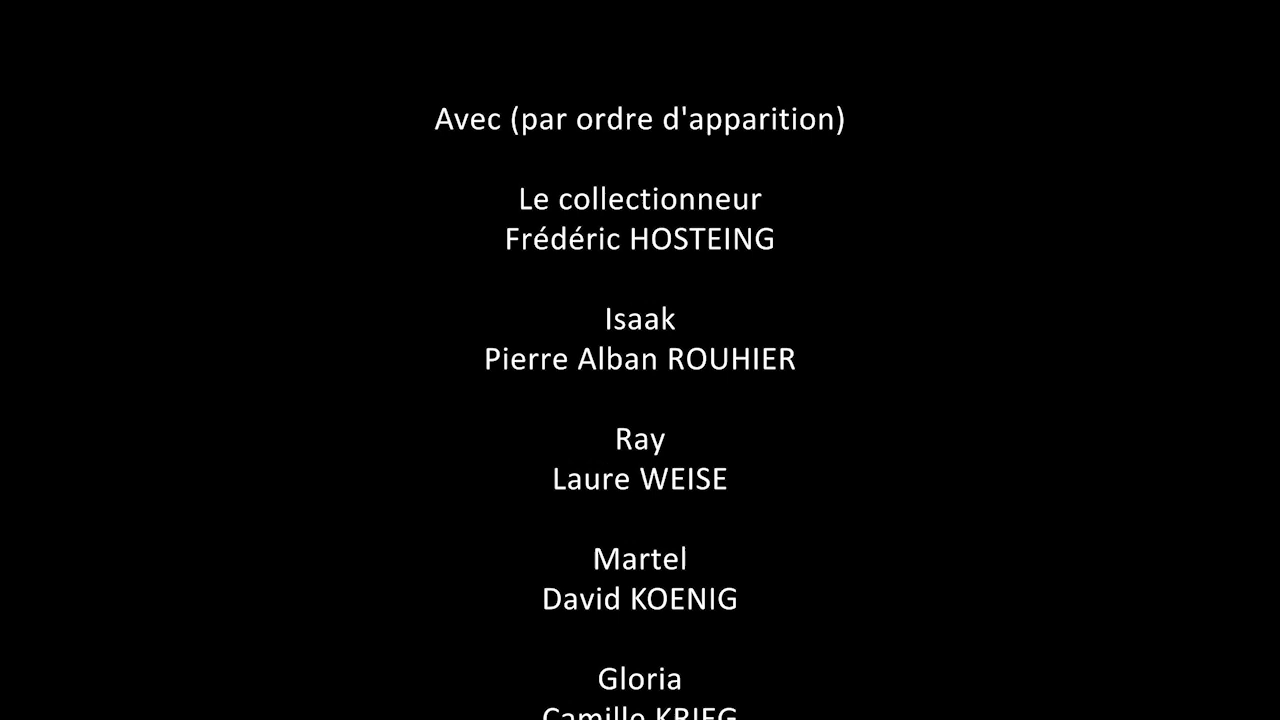 Avec (par ordre d'apparition)
Le collectionneur
Frédéric HOSTEING
Isaak
Pierre Alban ROUHIER
Ray
Laure WEISE
Martel
David KOENIG
Gloria
Camille KRIEG